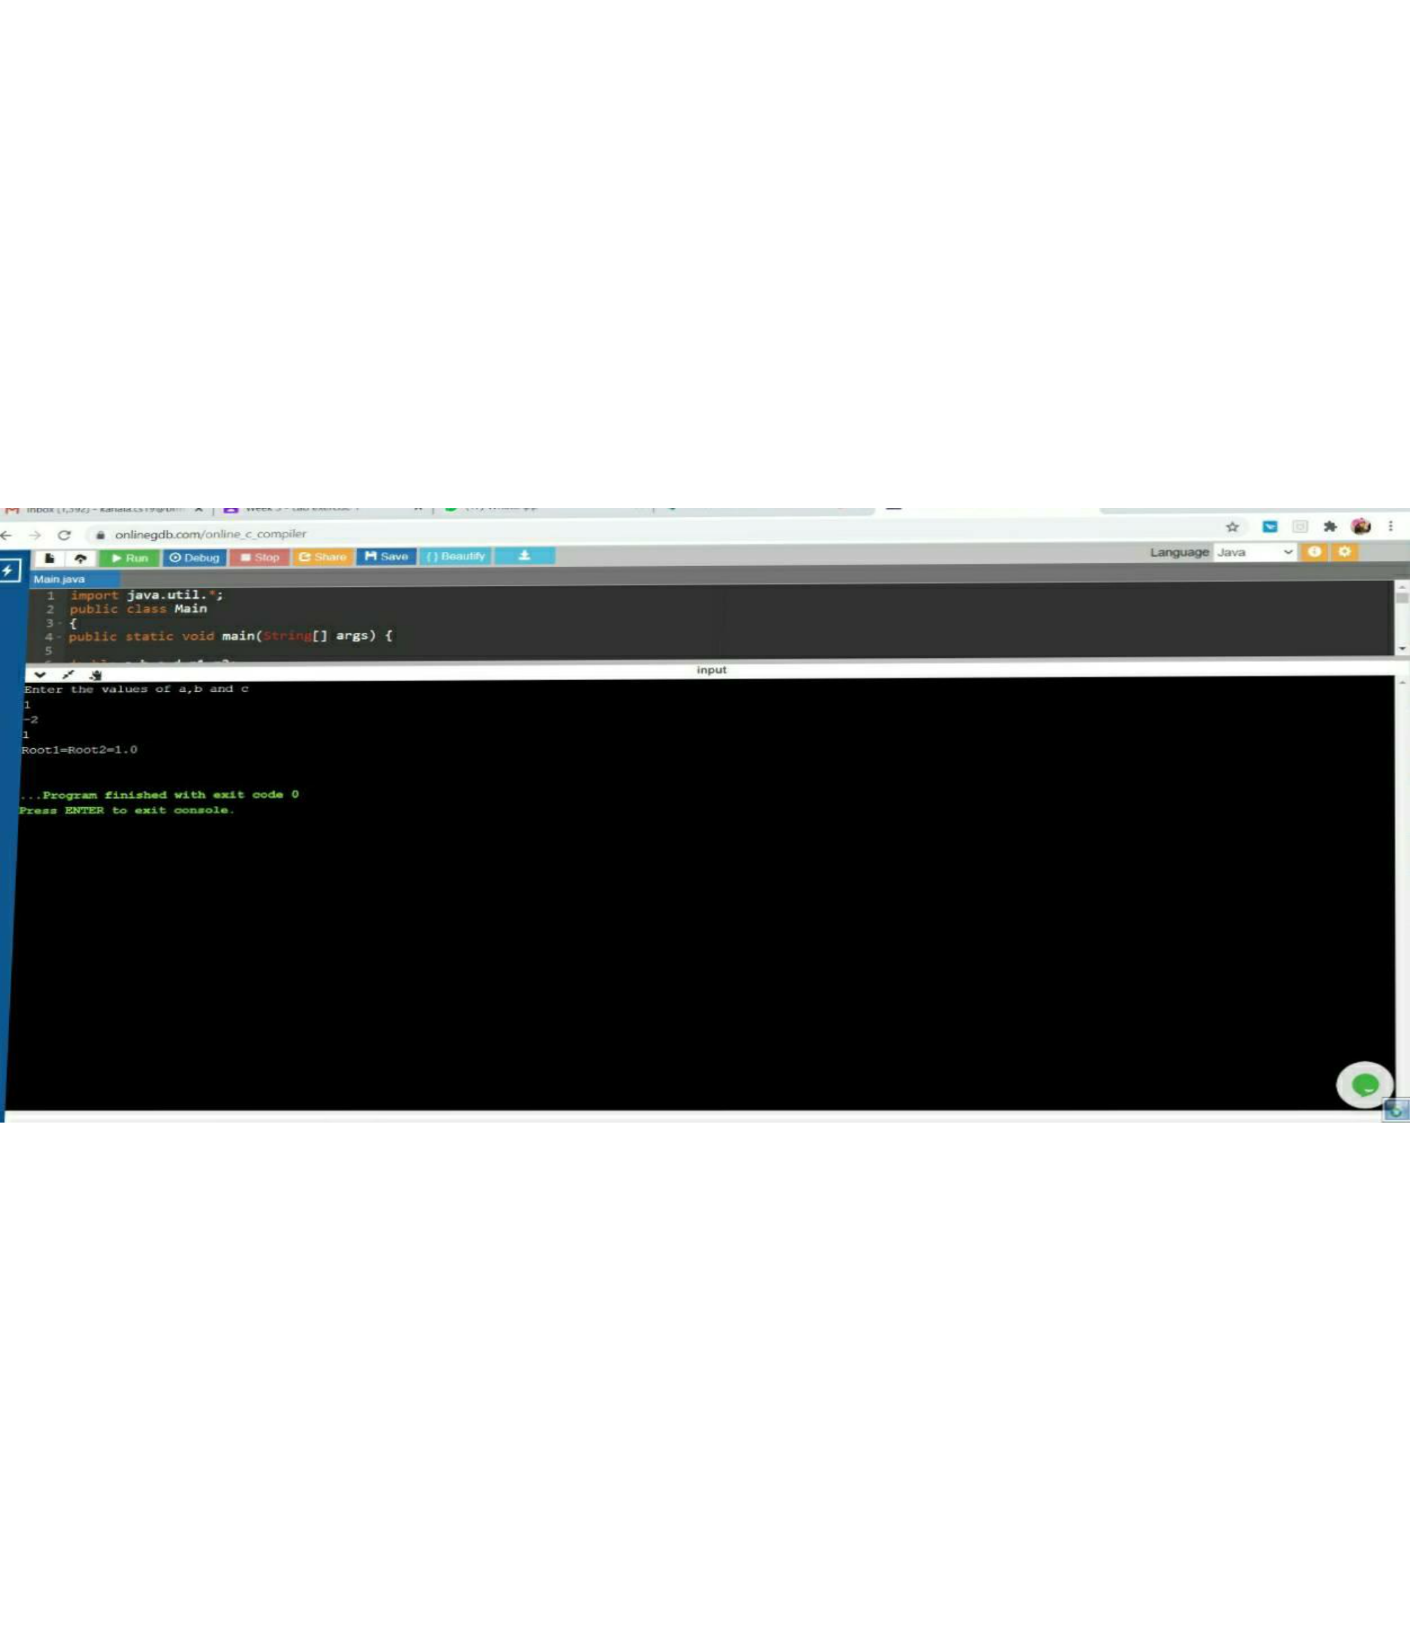 onlinegdb.com/online_c_compiler
Run Debug Stop Share Save {} Beautify
Language Java
Main.java
1 import java.util.*;
2 public class Main
3 {
4 public static void main(String[] args) {
5
input
Enter the values of a,b and c
1
-2
1
Root1=Root2=1.0
...Program finished with exit code 0
Press ENTER to exit console.